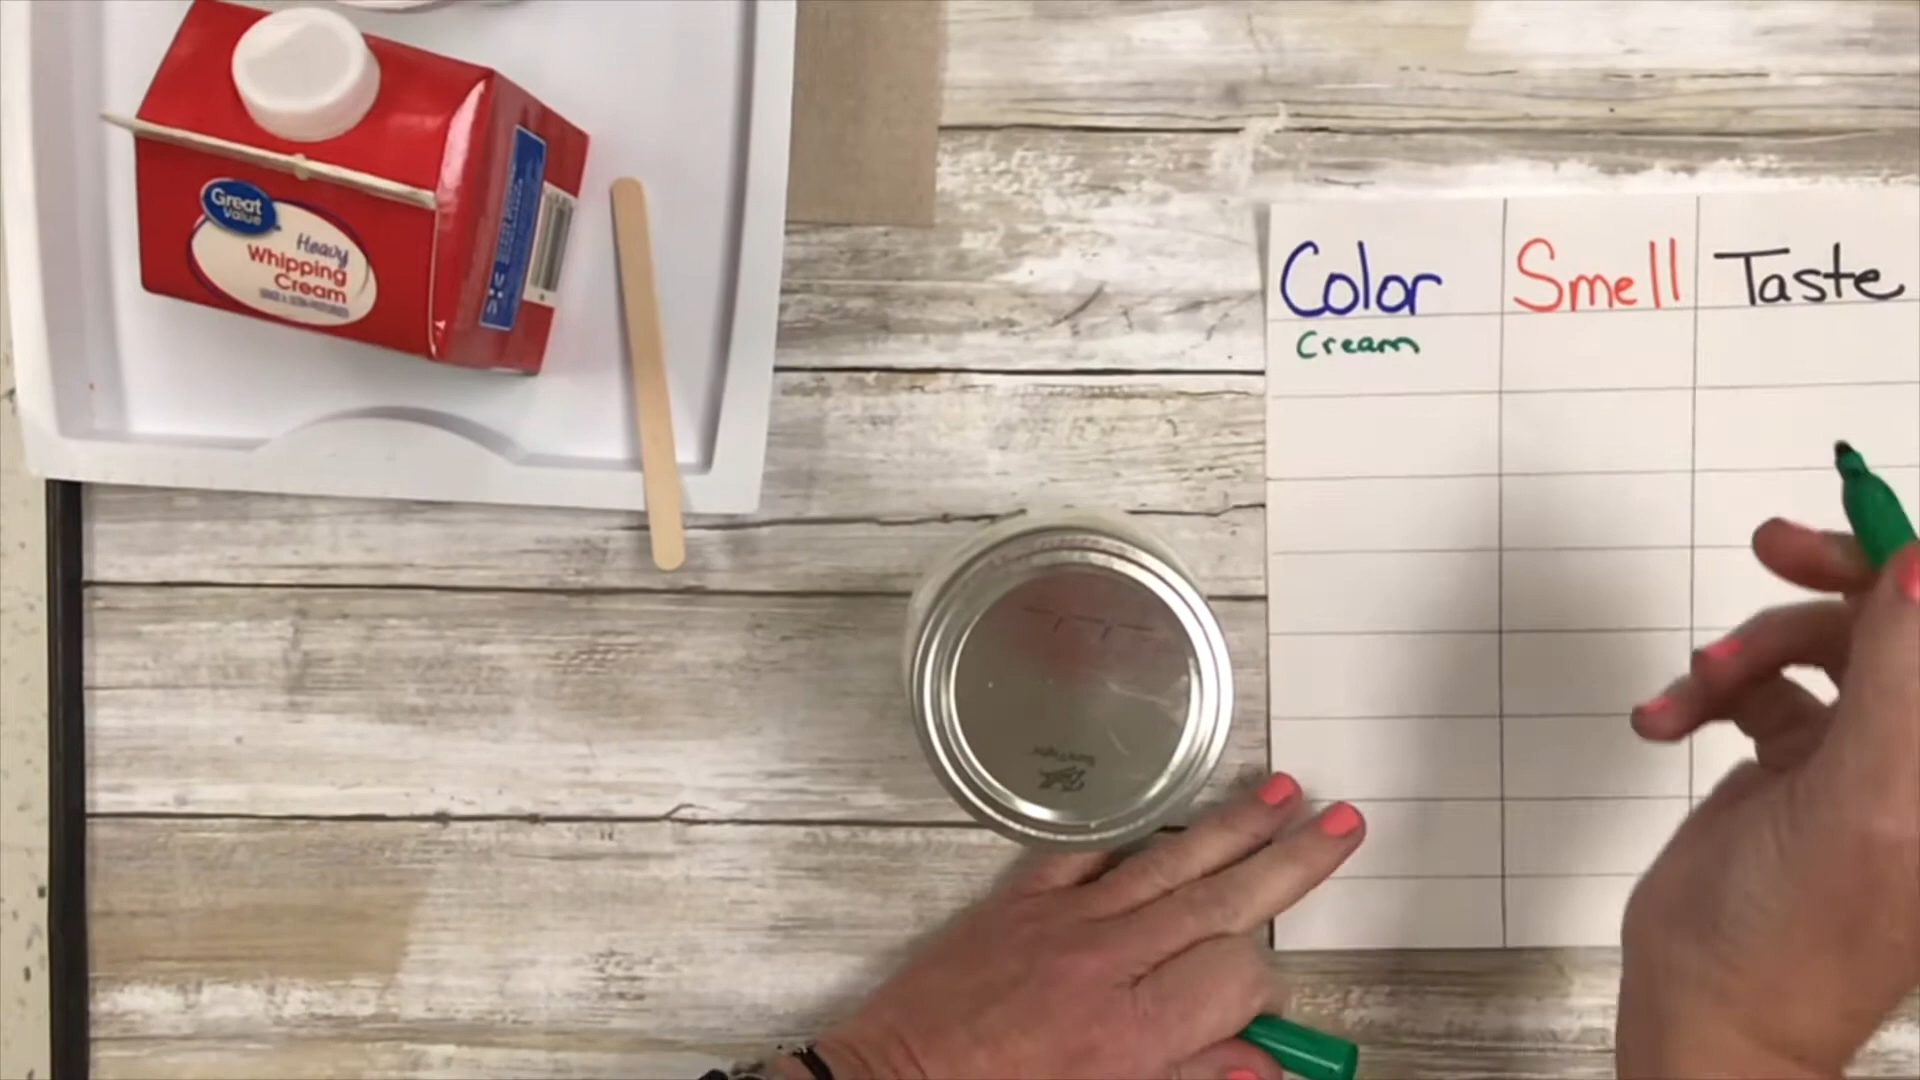 Great
Value
Heavy
Whipping
Cream
Color Smell Taste
Cream